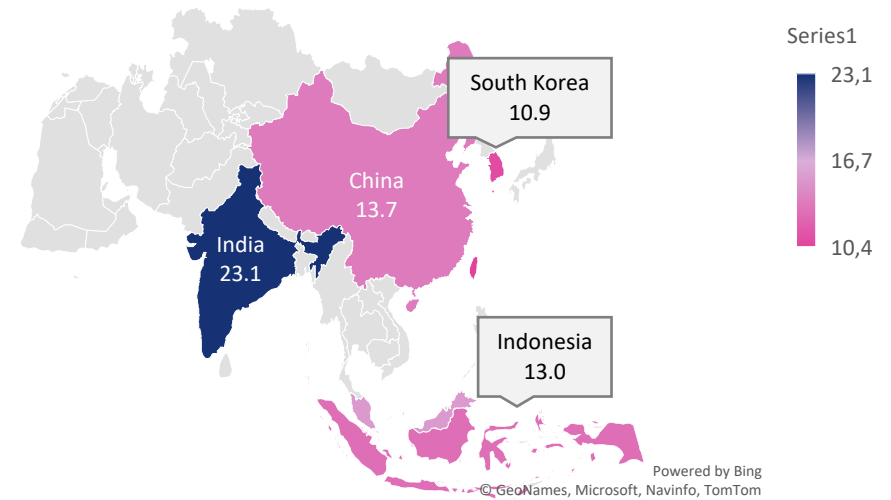 Series1
23,1
16,7
10,4
South Korea
10.9
China
13.7
India
23.1
Indonesia
13.0
Powered by Bing
© GeoNames, Microsoft, Navinfo, TomTom